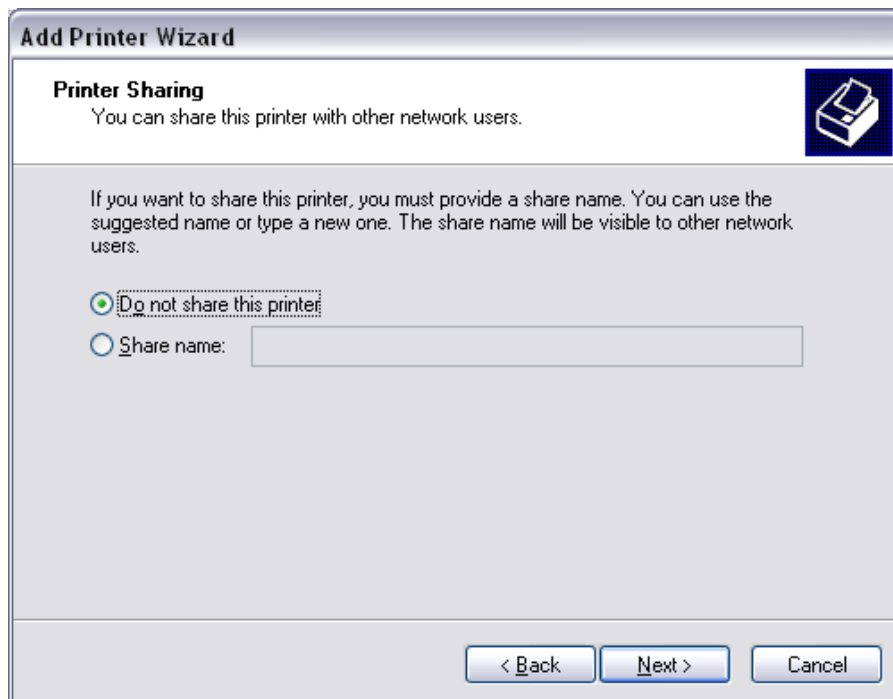 Add Printer Wizard
Printer Sharing
You can share this printer with other network users.
If you want to share this printer, you must provide a share name. You can use the
suggested name or type a new one. The share name will be visible to other network
users.
Do not share this printer
Share name:
< Back Next > Cancel